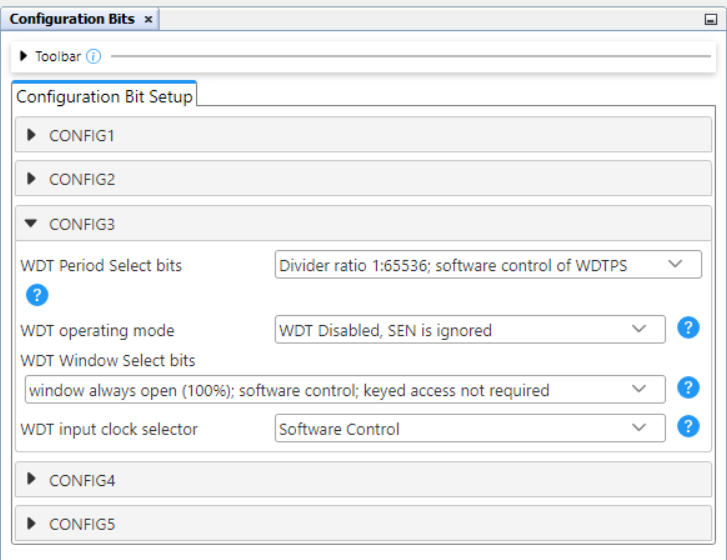 Configuration Bits ×
Toolbar i
Configuration Bit Setup
CONFIG1
CONFIG2
CONFIG3
WDT Period Select bits Divider ratio 1:65536; software control of WDTPS
?
WDT operating mode WDT Disabled, SEN is ignored ?
WDT Window Select bits
window always open (100%); software control; keyed access not required ?
WDT input clock selector Software Control ?
CONFIG4
CONFIG5